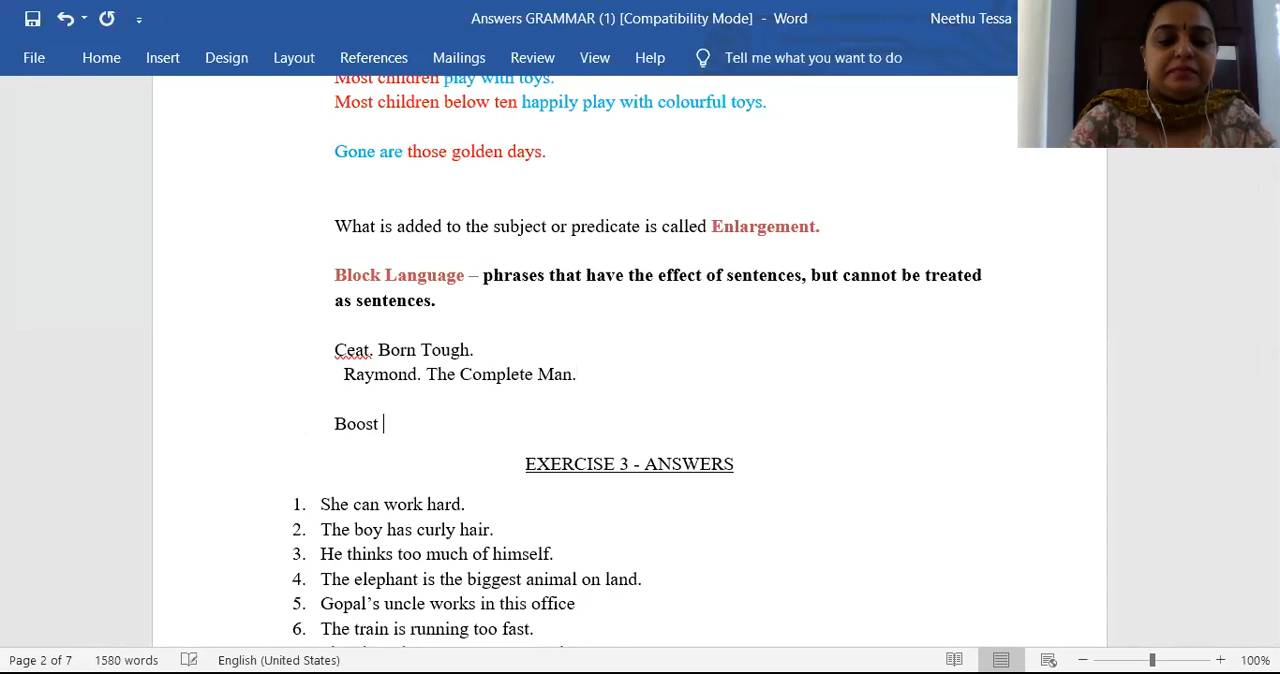 Answers GRAMMAR (1) [Compatibility Mode] - Word
Neethu Tessa
File Home Insert Design Layout References Mailings Review View Help Tell me what you want to do
Most children play with toys.
Most children below ten happily play with colourful toys.
Gone are those golden days.
What is added to the subject or predicate is called Enlargement.
Block Language – phrases that have the effect of sentences, but cannot be treated
as sentences.
Ceat. Born Tough.
Raymond. The Complete Man.
Boost
EXERCISE 3 - ANSWERS
1. She can work hard.
2. The boy has curly hair.
3. He thinks too much of himself.
4. The elephant is the biggest animal on land.
5. Gopal’s uncle works in this office
6. The train is running too fast.
Page 2 of 7 1580 words English (United States) 100%